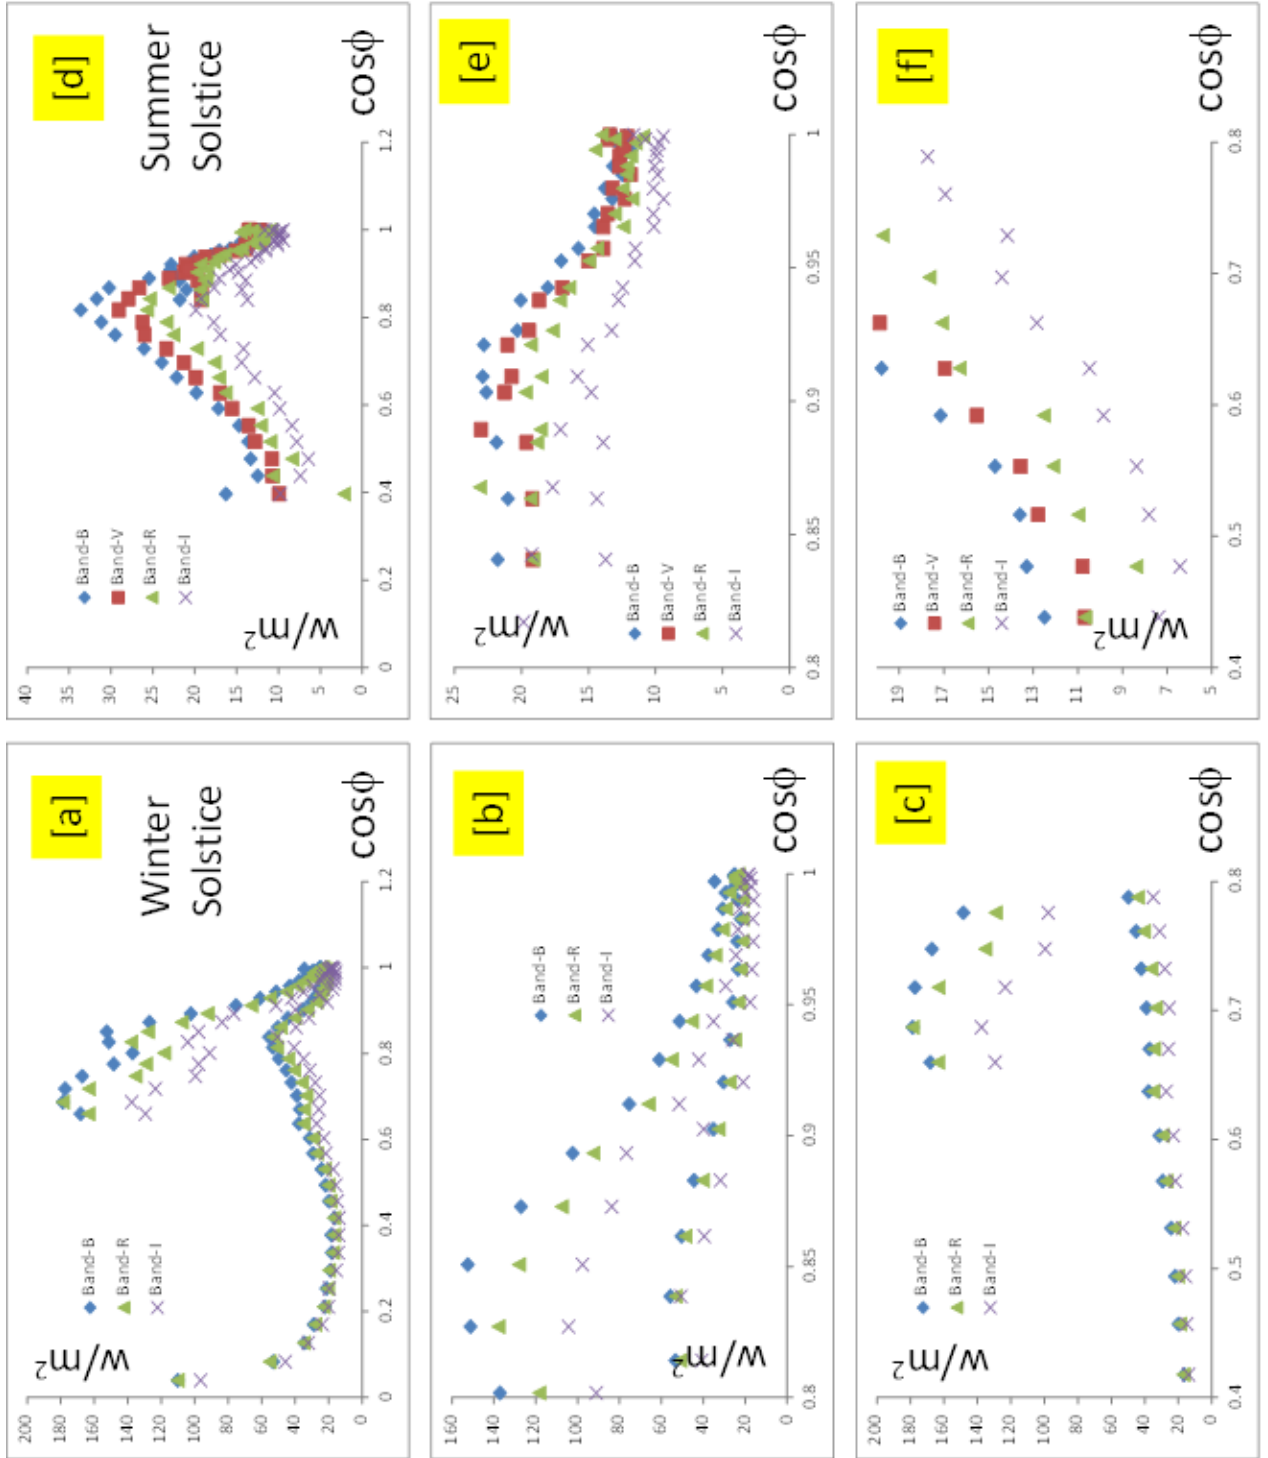 [a]
Winter
Solstice
200
180
160
140
120
100
80
60
40
20
0
w/m²
Band-B
Band-R
Band-I
0 0.2 0.4 0.6 0.8 1 1.2
cosϕ
[d]
Summer
Solstice
40
35
30
25
20
15
10
5
0
w/m²
Band-B
Band-V
Band-R
Band-I
0 0.2 0.4 0.6 0.8 1 1.2
cosϕ
[b]
160
140
120
100
80
60
40
20
0
w/m²
Band-B
Band-R
Band-I
0.8 0.85 0.9 0.95 1
cosϕ
[e]
25
20
15
10
5
0
w/m²
Band-B
Band-V
Band-R
Band-I
0.8 0.85 0.9 0.95 1
cosϕ
[c]
200
180
160
140
120
100
80
60
40
20
0
w/m²
Band-B
Band-R
Band-I
0.4 0.5 0.6 0.7 0.8
cosϕ
[f]
19
17
15
13
11
9
7
5
w/m²
Band-B
Band-V
Band-R
Band-I
0.4 0.5 0.6 0.7 0.8
cosϕ